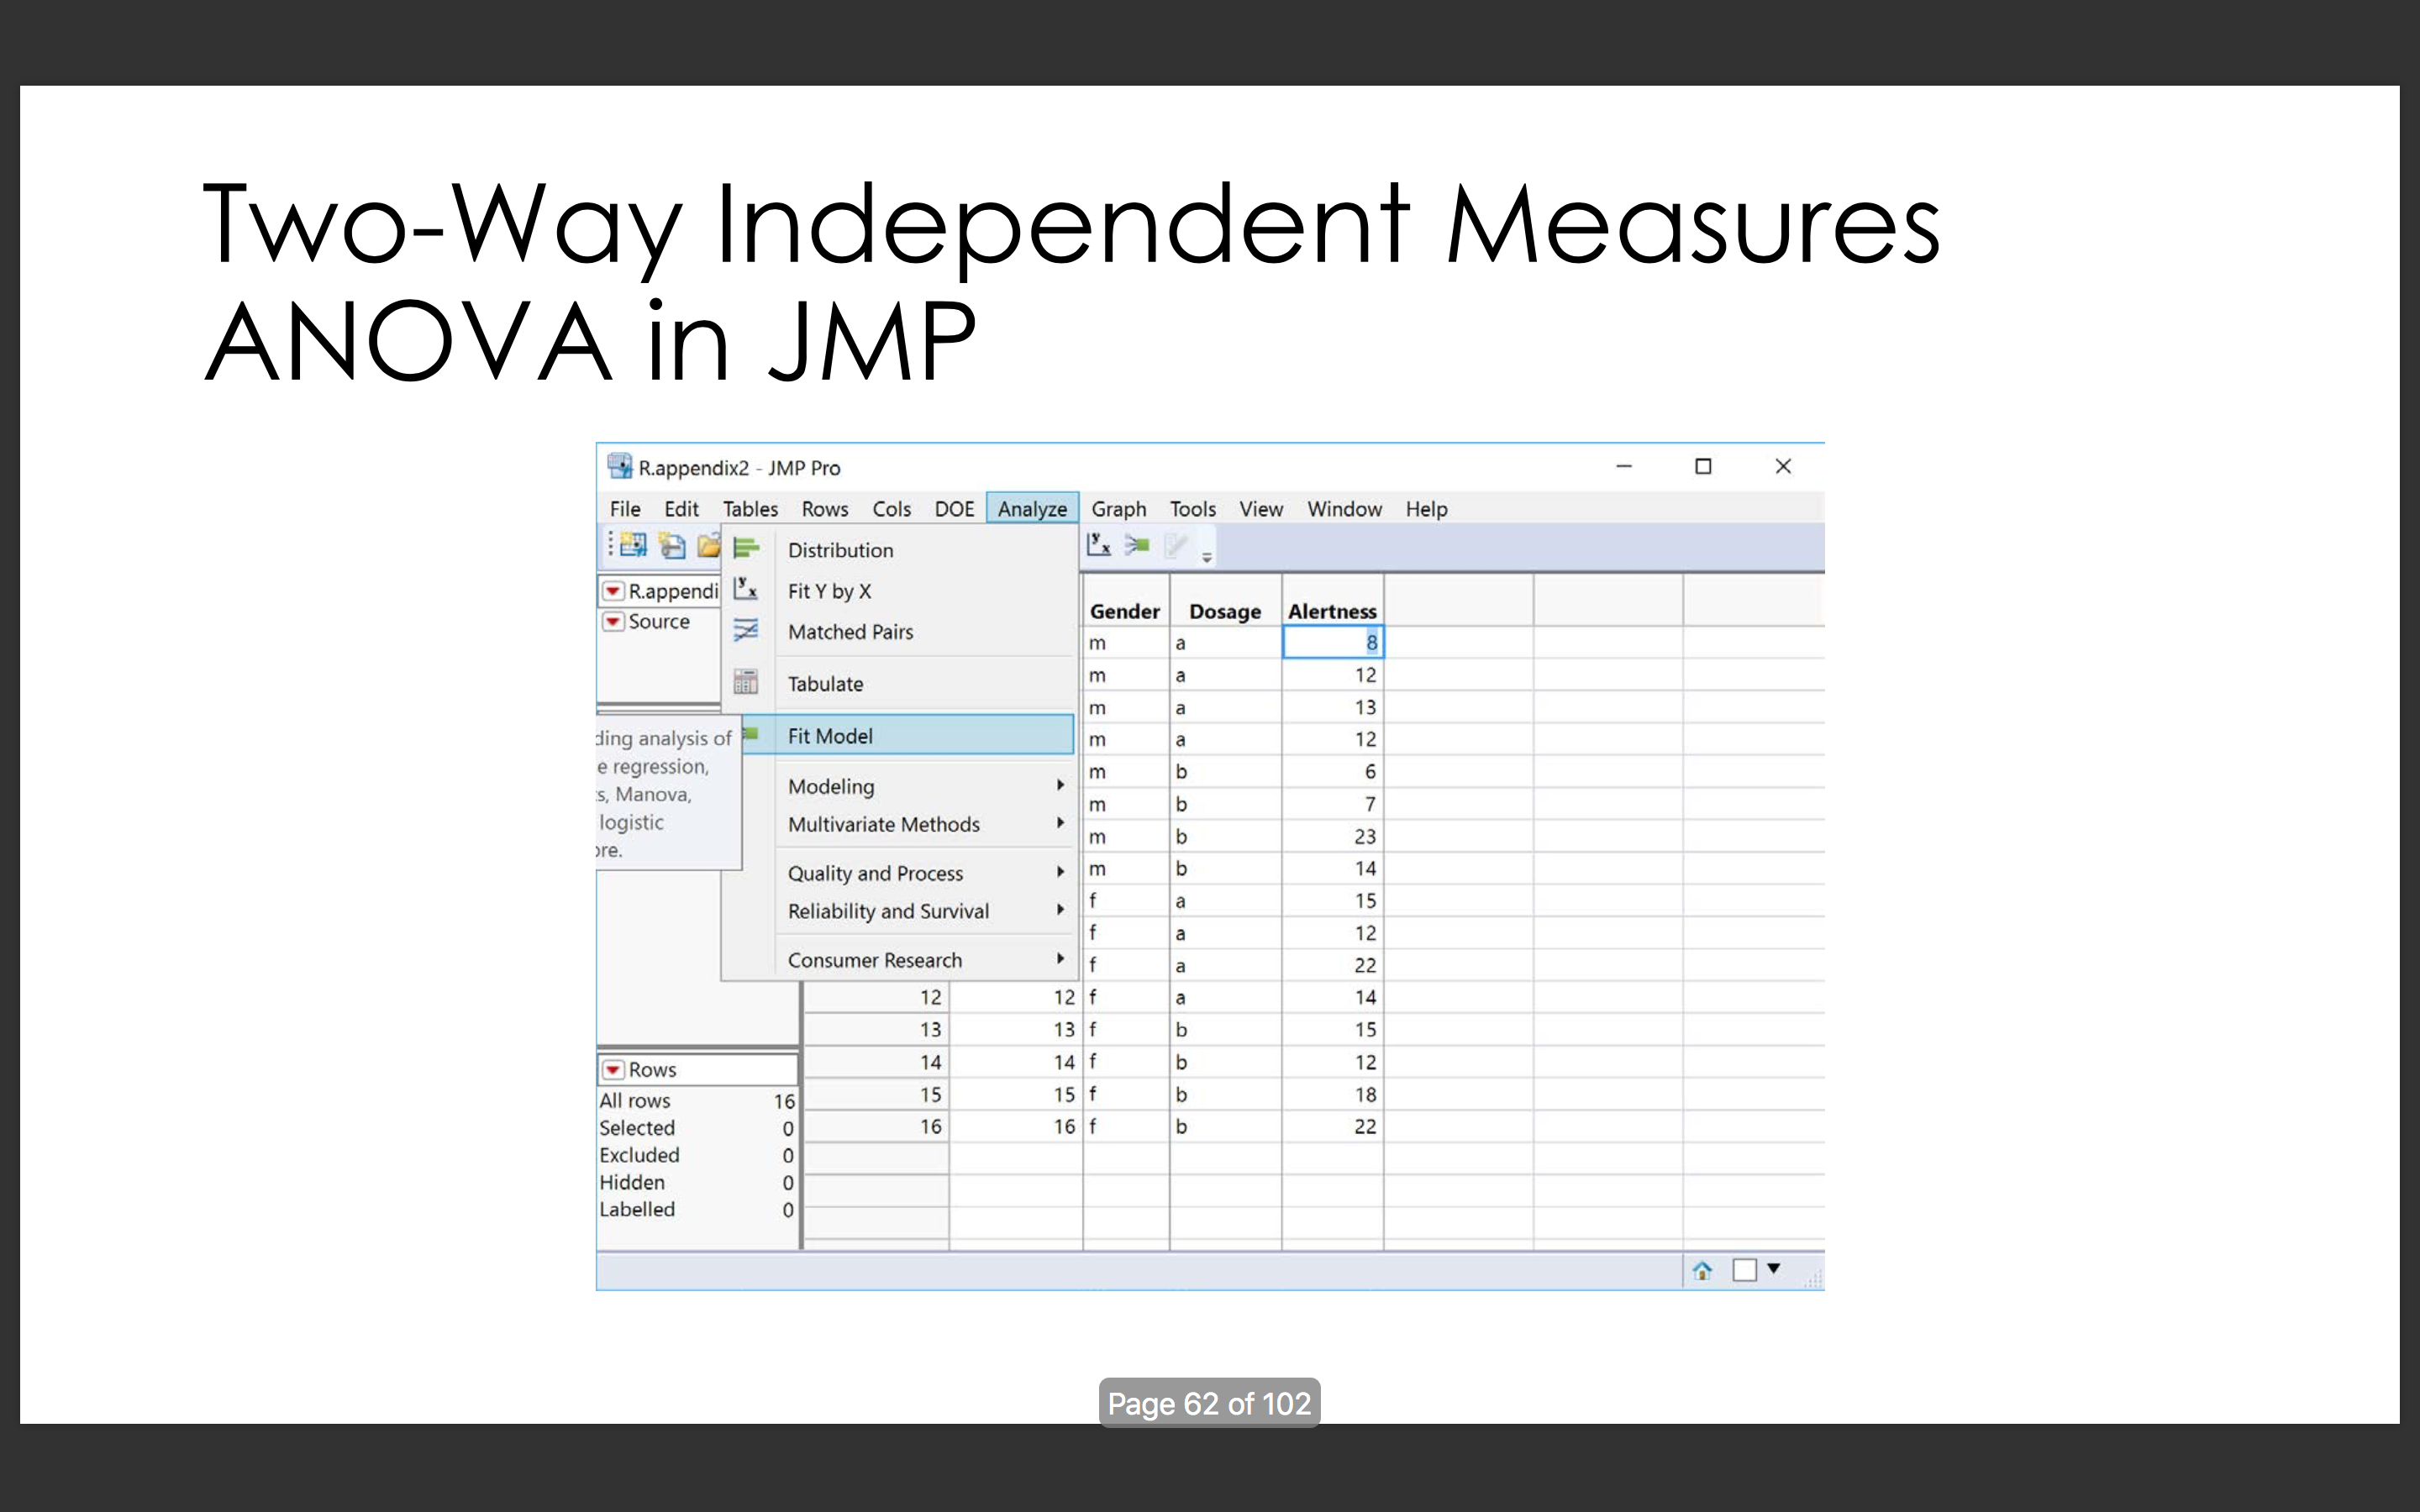 Two-Way Independent Measures
ANOVA in JMP
R.appendix2 - JMP Pro
File Edit Tables Rows Cols DOE Analyze Graph Tools View Window Help
Distribution
Fit Y by X
Matched Pairs
Tabulate
Fit Model
Modeling
Multivariate Methods
Quality and Process
Reliability and Survival
Consumer Research
R.appendi
Source
ding analysis of
e regression,
s, Manova,
logistic
ore.
Gender Dosage Alertness
m a 8
m a 12
m a 13
m a 12
m b 6
m b 7
m b 23
m b 14
f a 15
f a 12
f a 22
12 12 f a 14
13 13 f b 15
14 14 f b 12
15 15 f b 18
16 16 f b 22
Rows
All rows 16
Selected 0
Excluded 0
Hidden 0
Labelled 0
Page 62 of 102